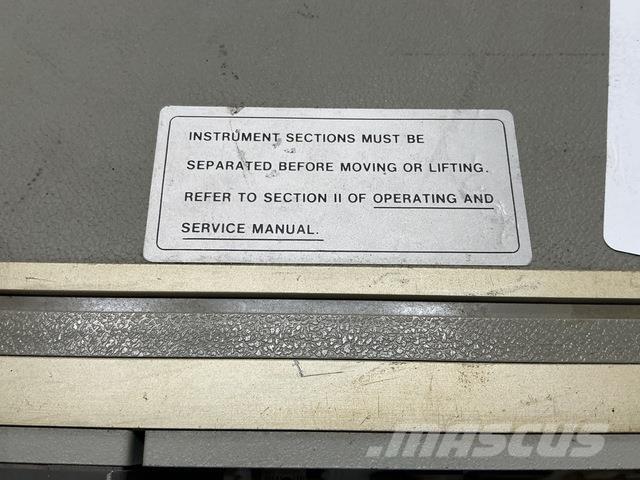 INSTRUMENT SECTIONS MUST BE
SEPARATED BEFORE MOVING OR LIFTING.
REFER TO SECTION II OF OPERATING AND
SERVICE MANUAL.
MASCUS